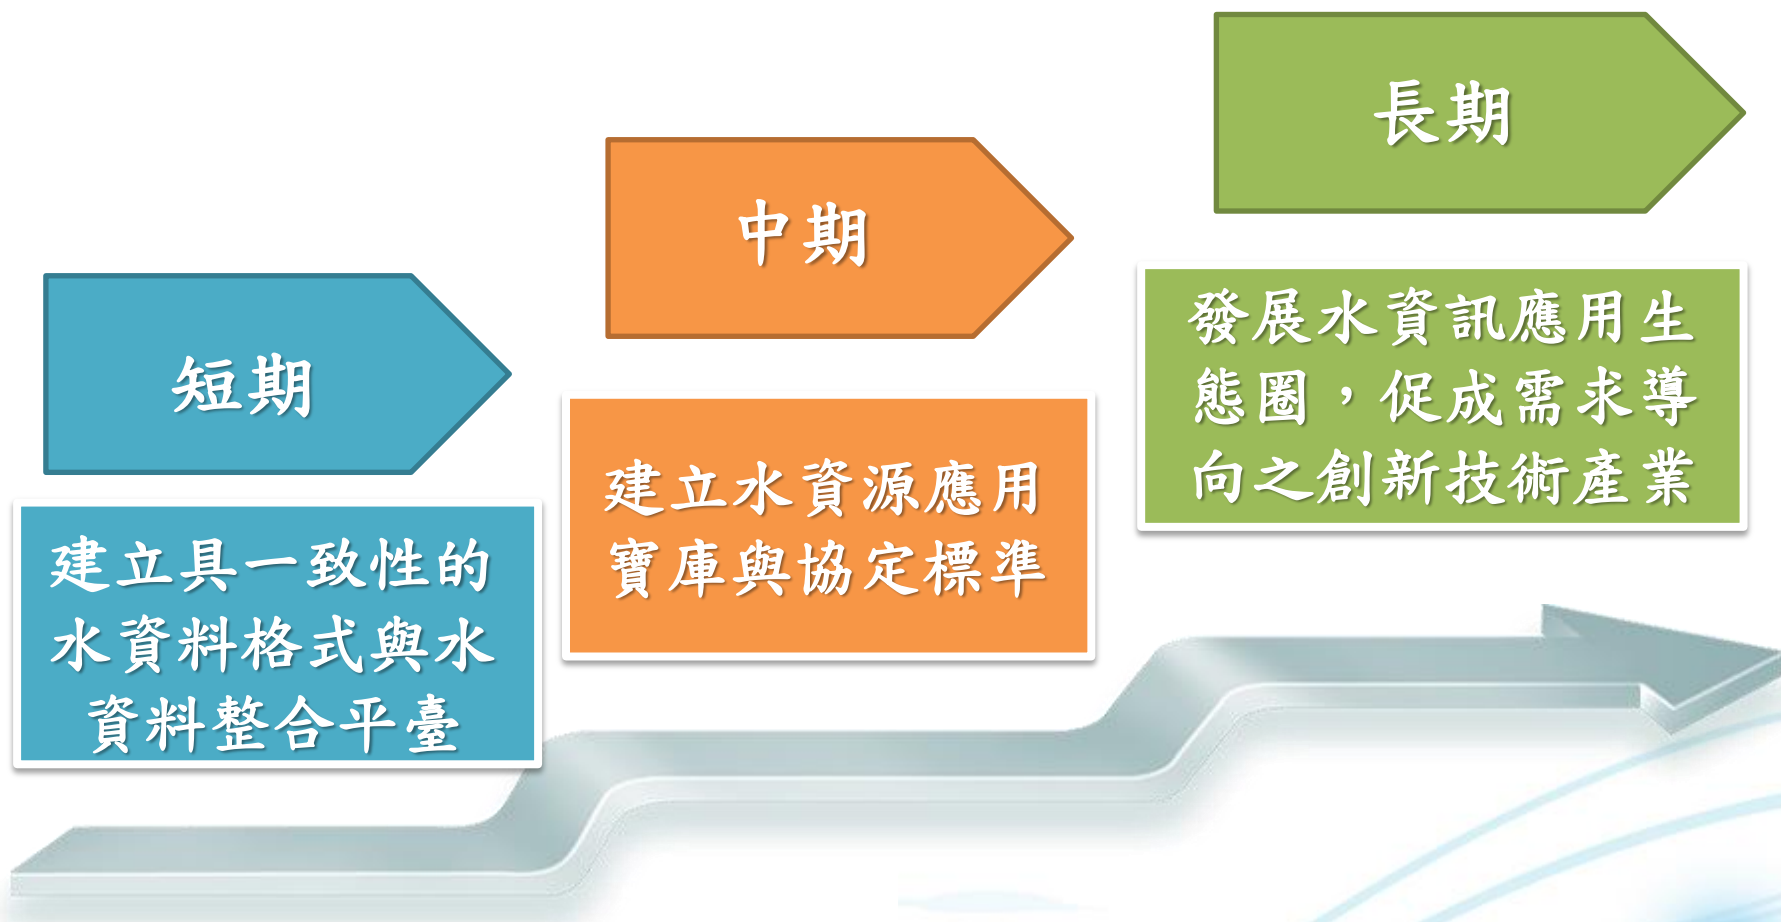 短期
建立具一致性的
水資料格式與水
資料整合平臺
中期
建立水資源應用
寶庫與協定標準
長期
發展水資訊應用生
態圈，促成需求導
向之創新技術產業